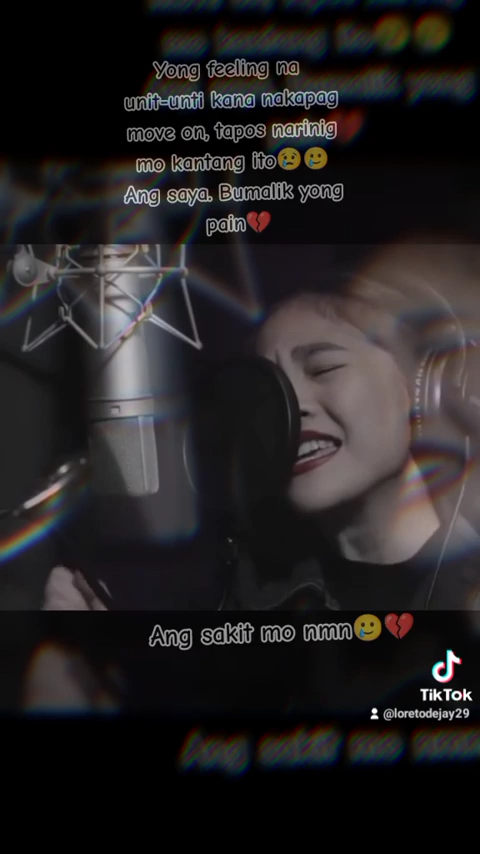 Yong feeling na
unit-unti kana nakapag
move on, tapos narinig
mo kantang ito😢🥲
Ang saya. Bumalik yong
pain💔
Ang sakit mo nmn🥲💔
TikTok
@loretodejay29